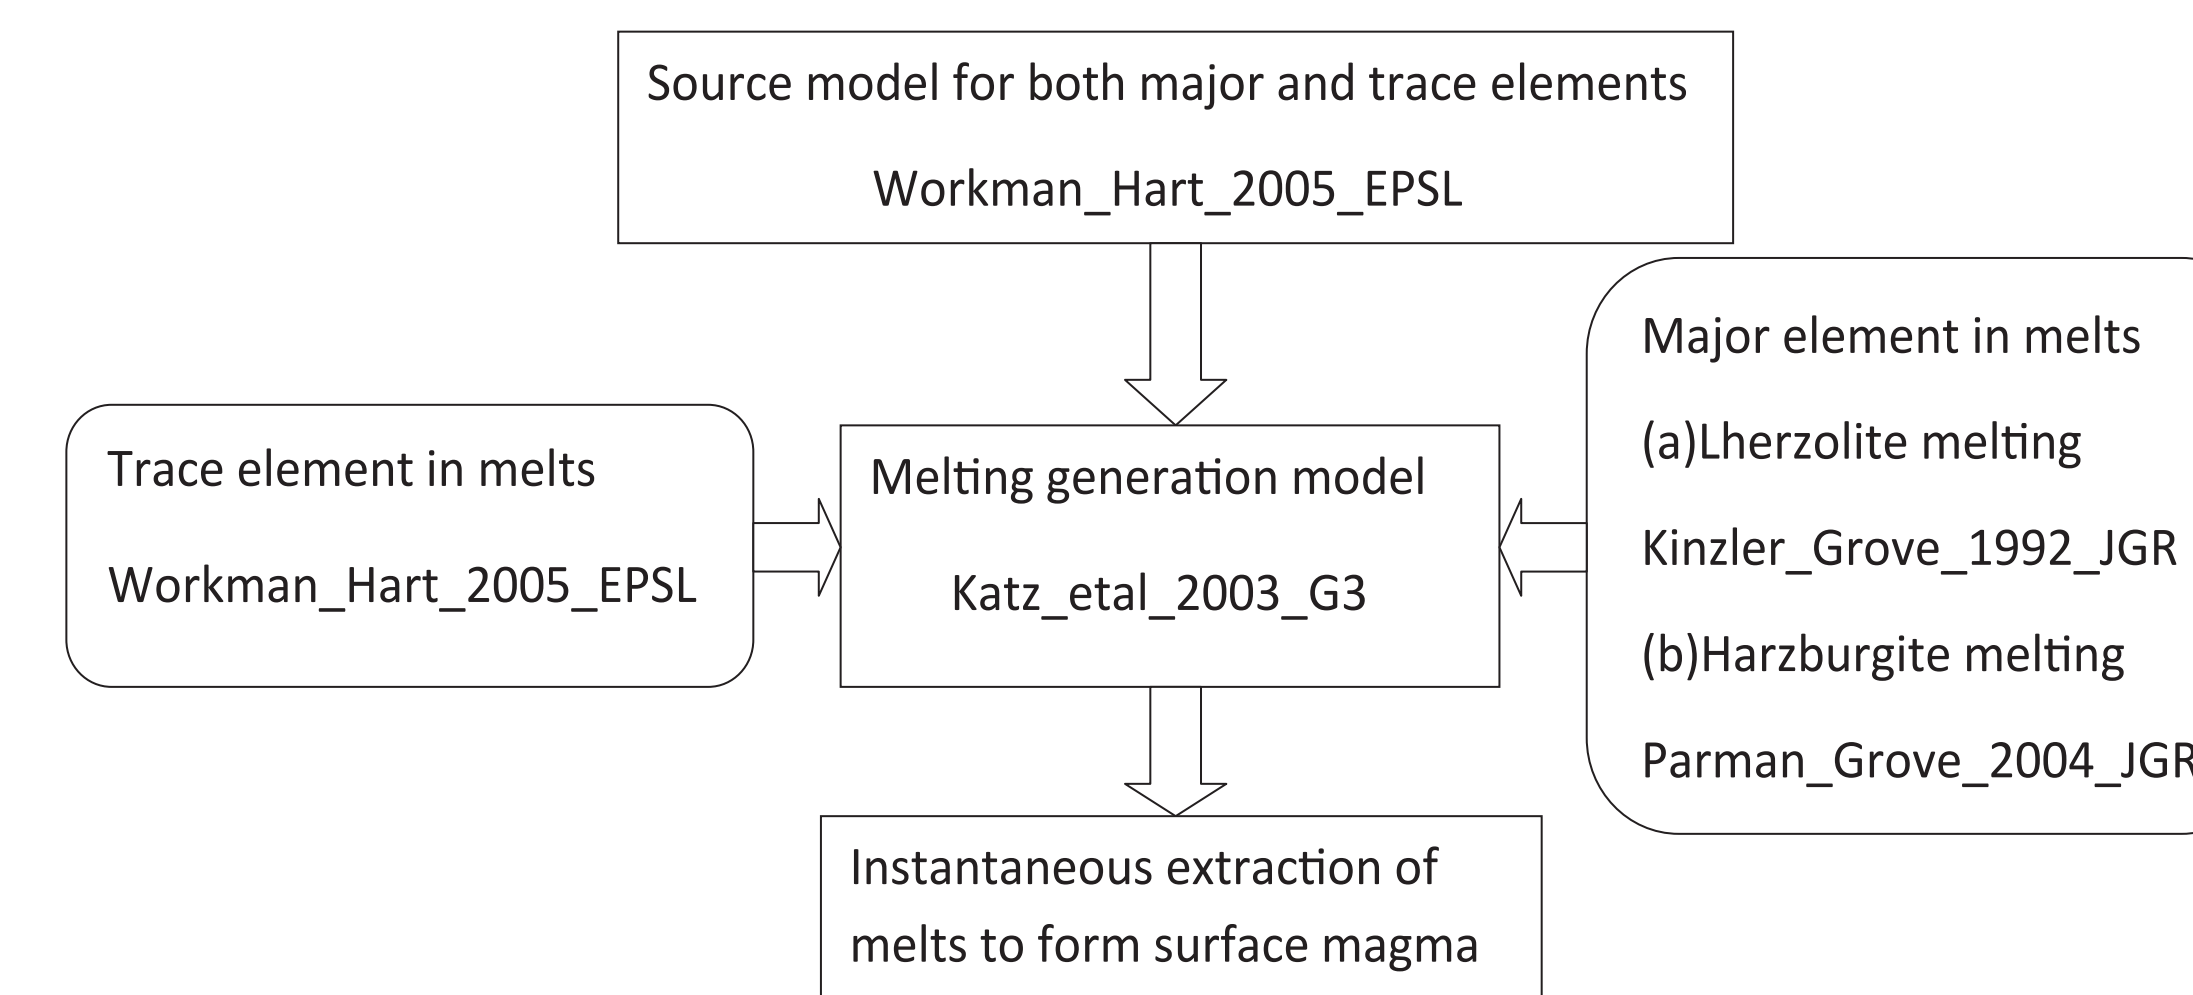 Source model for both major and trace elements
Workman_Hart_2005_EPSL
Trace element in melts
Workman_Hart_2005_EPSL
Melting generation model
Katz_etal_2003_G3
Major element in melts
(a)Lherzolite melting
Kinzler_Grove_1992_JGR
(b)Harzburgite melting
Parman_Grove_2004_JGR
Instantaneous extraction of
melts to form surface magma